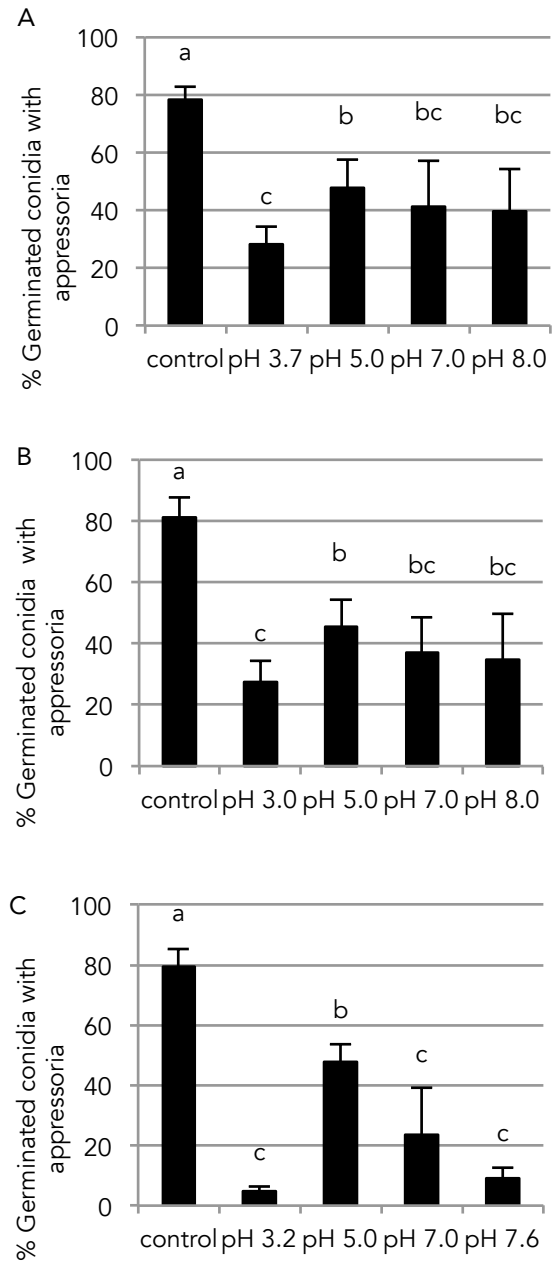 A
% Germinated conidia with
appressoria
100
80
60
40
20
0
a
c
b
bc
bc
control pH 3.7 pH 5.0 pH 7.0 pH 8.0
B
% Germinated conidia with
appressoria
100
80
60
40
20
0
a
c
b
bc
bc
control pH 3.0 pH 5.0 pH 7.0 pH 8.0
C
% Germinated conidia with
appressoria
100
80
60
40
20
0
a
c
b
c
c
control pH 3.2 pH 5.0 pH 7.0 pH 7.6